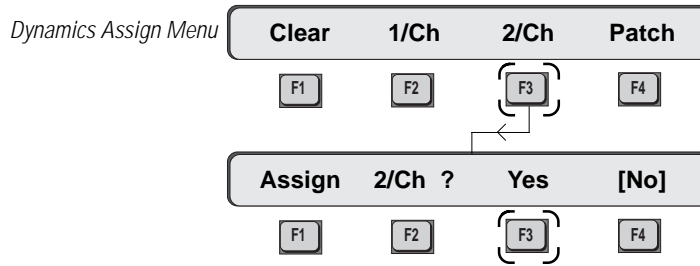 Dynamics Assign Menu Clear 1/Ch 2/Ch Patch
F1 F2 F3 F4
Assign 2/Ch ? Yes [No]
F1 F2 F3 F4